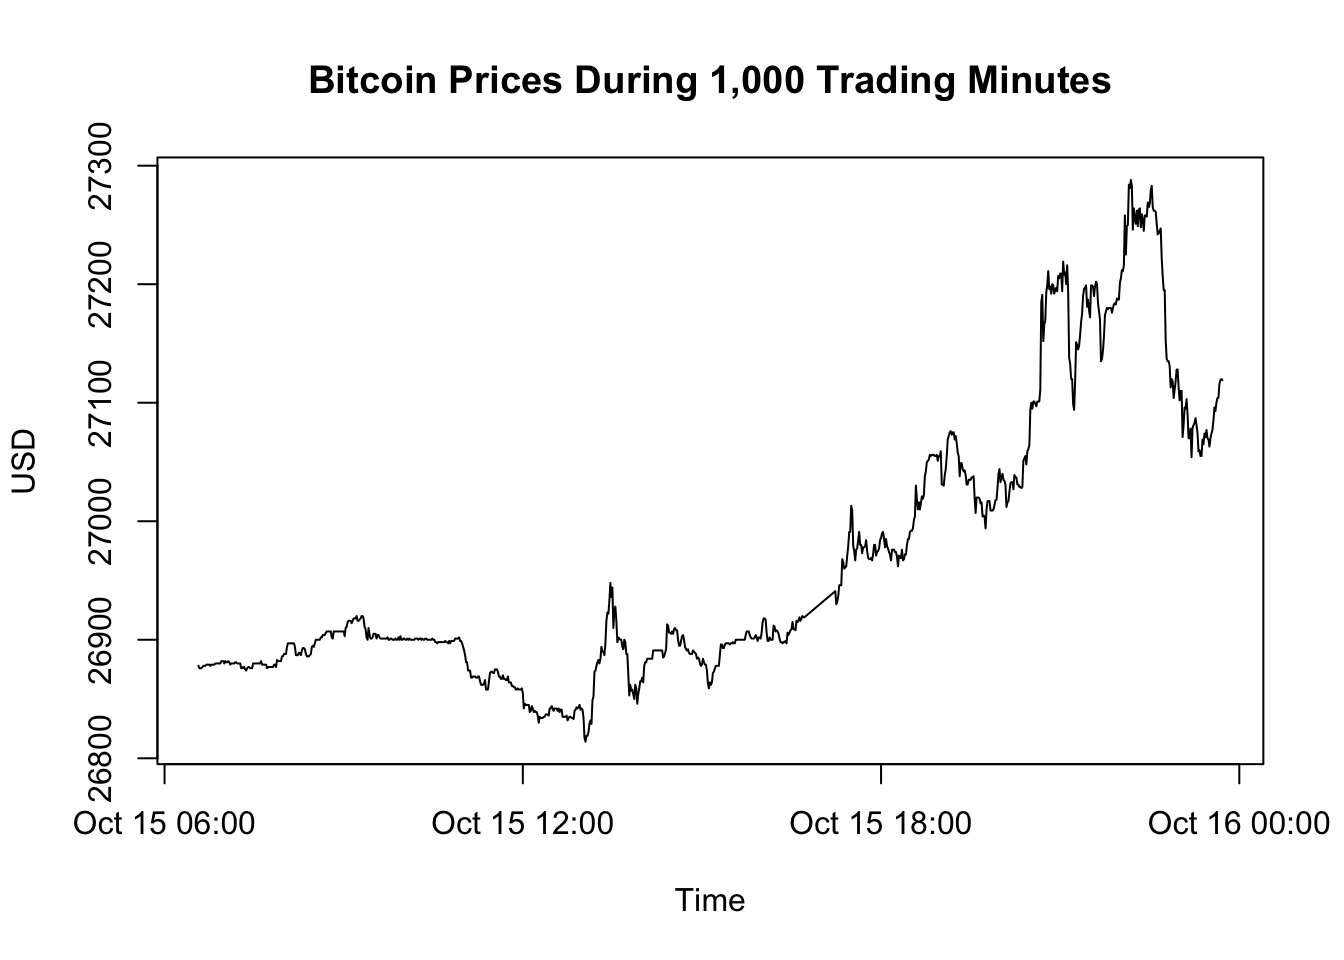 Bitcoin Prices During 1,000 Trading Minutes
USD
27300
27200
27100
27000
26900
26800
Oct 15 06:00
Oct 15 12:00
Oct 15 18:00
Oct 16 00:00
Time